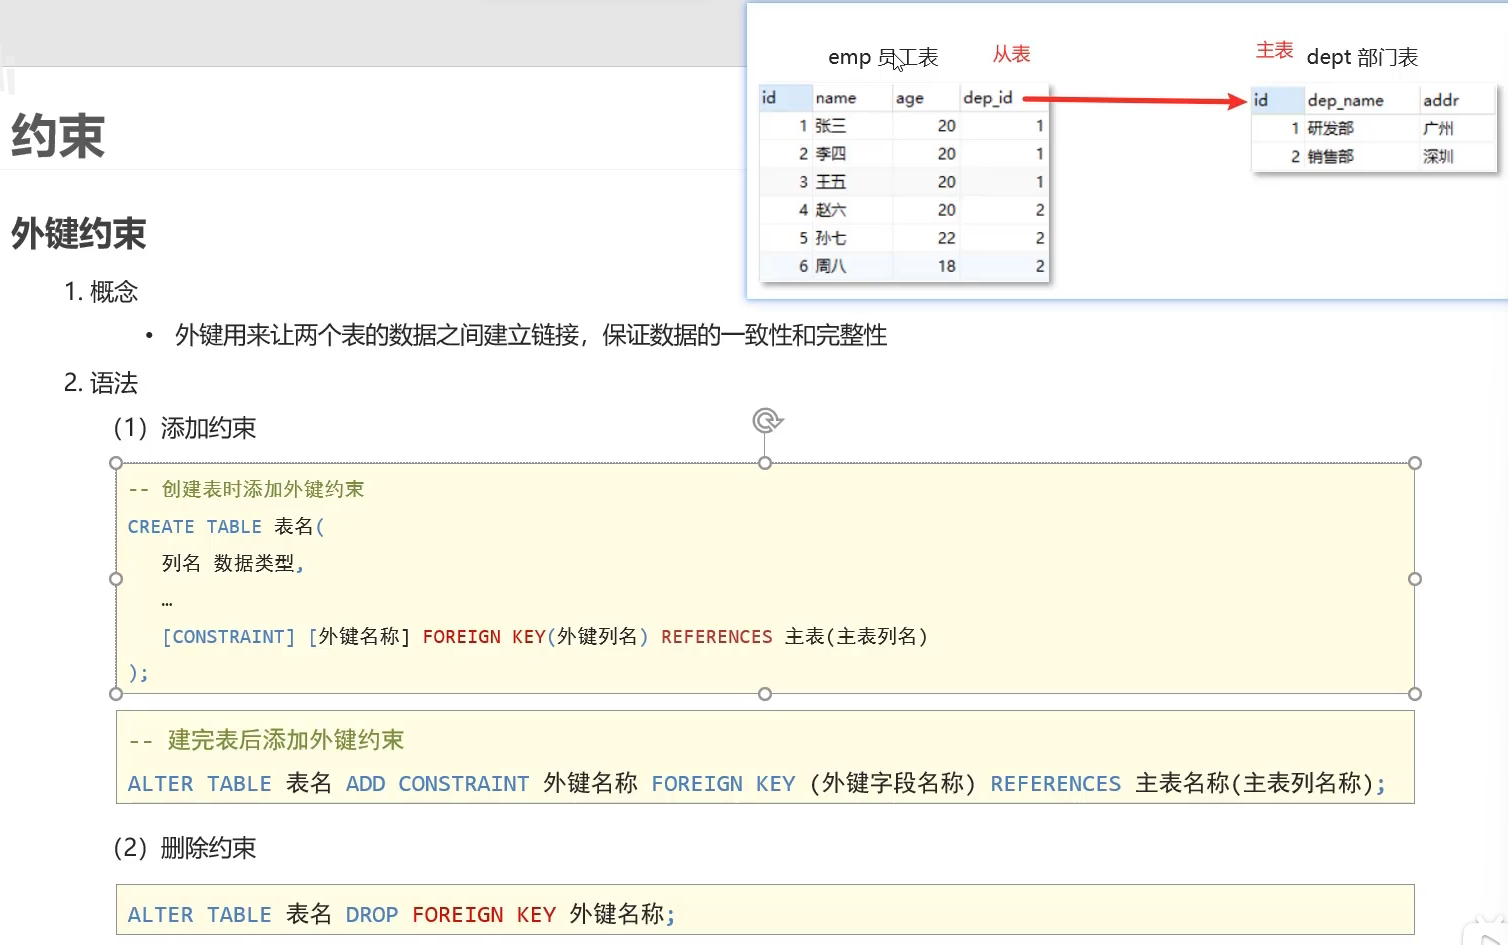 约束
外键约束
1. 概念
• 外键用来让两个表的数据之间建立链接，保证数据的一致性和完整性
2. 语法
（1）添加约束
-- 创建表时添加外键约束
CREATE TABLE 表名(
列名 数据类型,
…
[CONSTRAINT] [外键名称] FOREIGN KEY(外键列名) REFERENCES 主表(主表列名)
);
-- 建完表后添加外键约束
ALTER TABLE 表名 ADD CONSTRAINT 外键名称 FOREIGN KEY (外键字段名称) REFERENCES 主表名称(主表列名称);
（2）删除约束
ALTER TABLE 表名 DROP FOREIGN KEY 外键名称;
emp 员工表 从表
id name age dep_id
1 张三 20 1
2 李四 20 1
3 王五 20 1
4 赵六 20 2
5 孙七 22 2
6 周八 18 2
主表 dept 部门表
id dep_name addr
1 研发部 广州
2 销售部 深圳